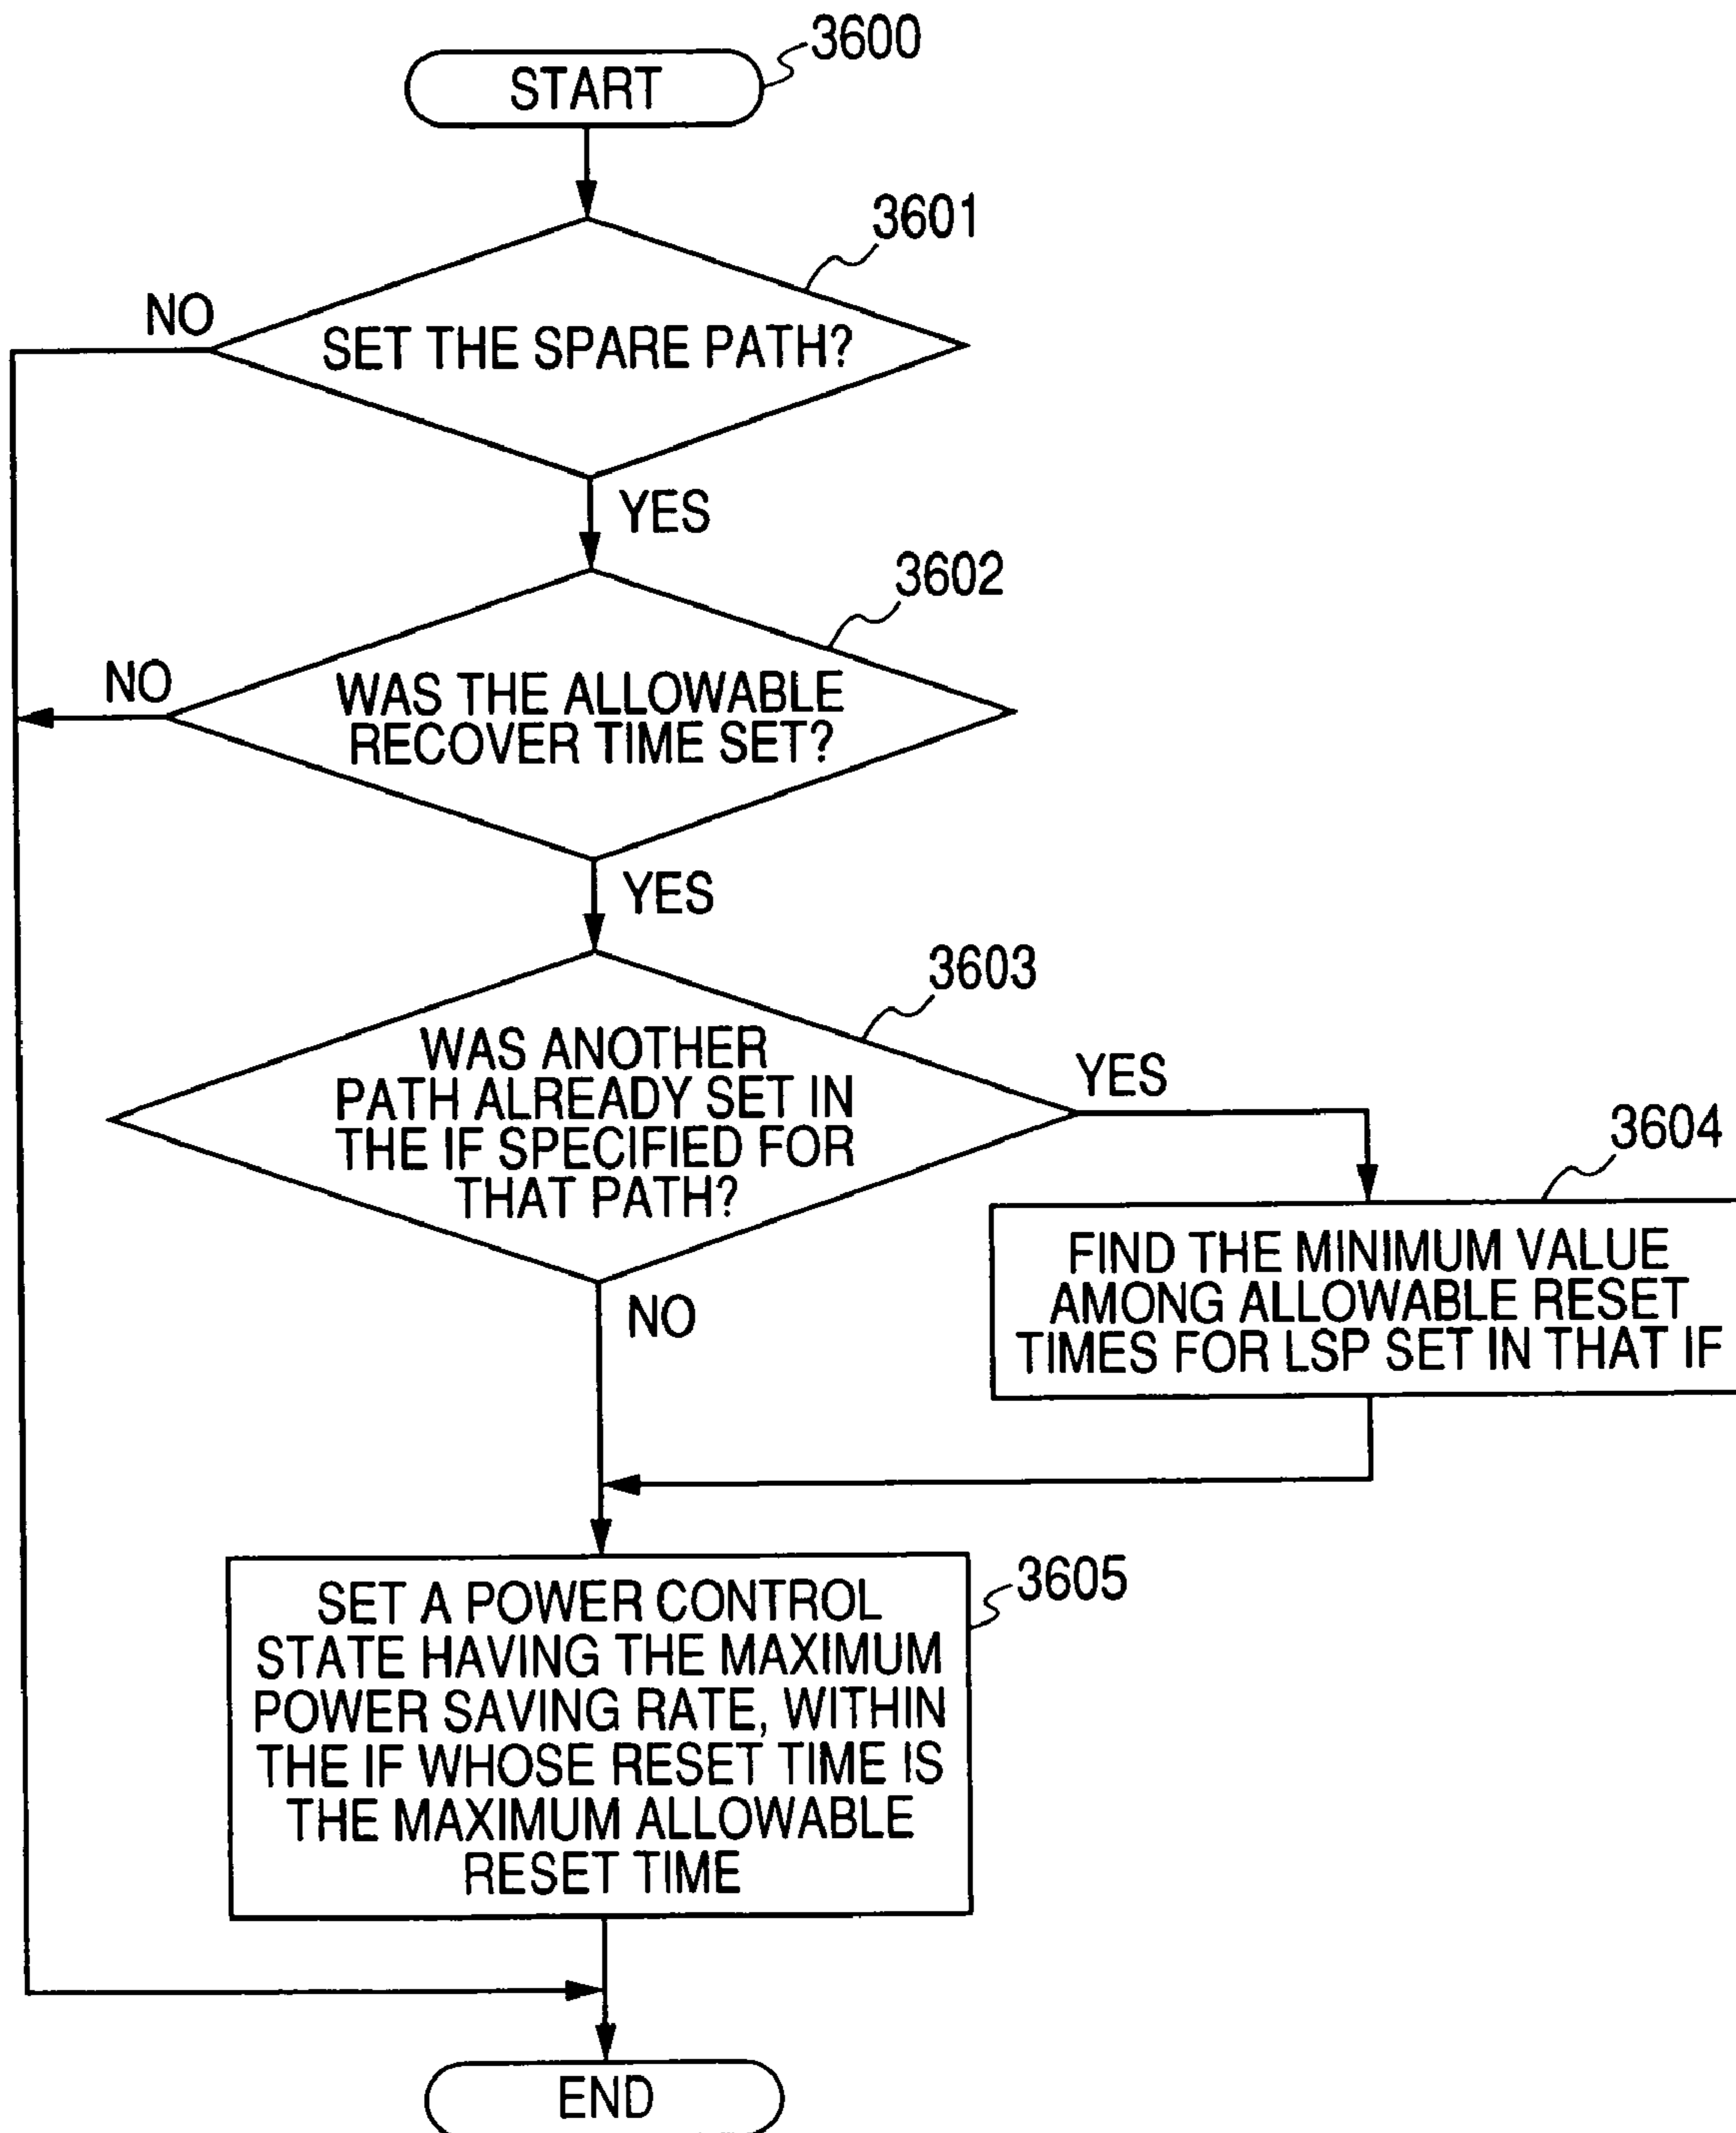 START
3600
3601
NO
SET THE SPARE PATH?
YES
3602
NO
WAS THE ALLOWABLE
RECOVER TIME SET?
YES
3603
WAS ANOTHER
PATH ALREADY SET IN
THE IF SPECIFIED FOR
THAT PATH?
YES
3604
FIND THE MINIMUM VALUE
AMONG ALLOWABLE RESET
TIMES FOR LSP SET IN THAT IF
NO
3605
SET A POWER CONTROL
STATE HAVING THE MAXIMUM
POWER SAVING RATE, WITHIN
THE IF WHOSE RESET TIME IS
THE MAXIMUM ALLOWABLE
RESET TIME
END